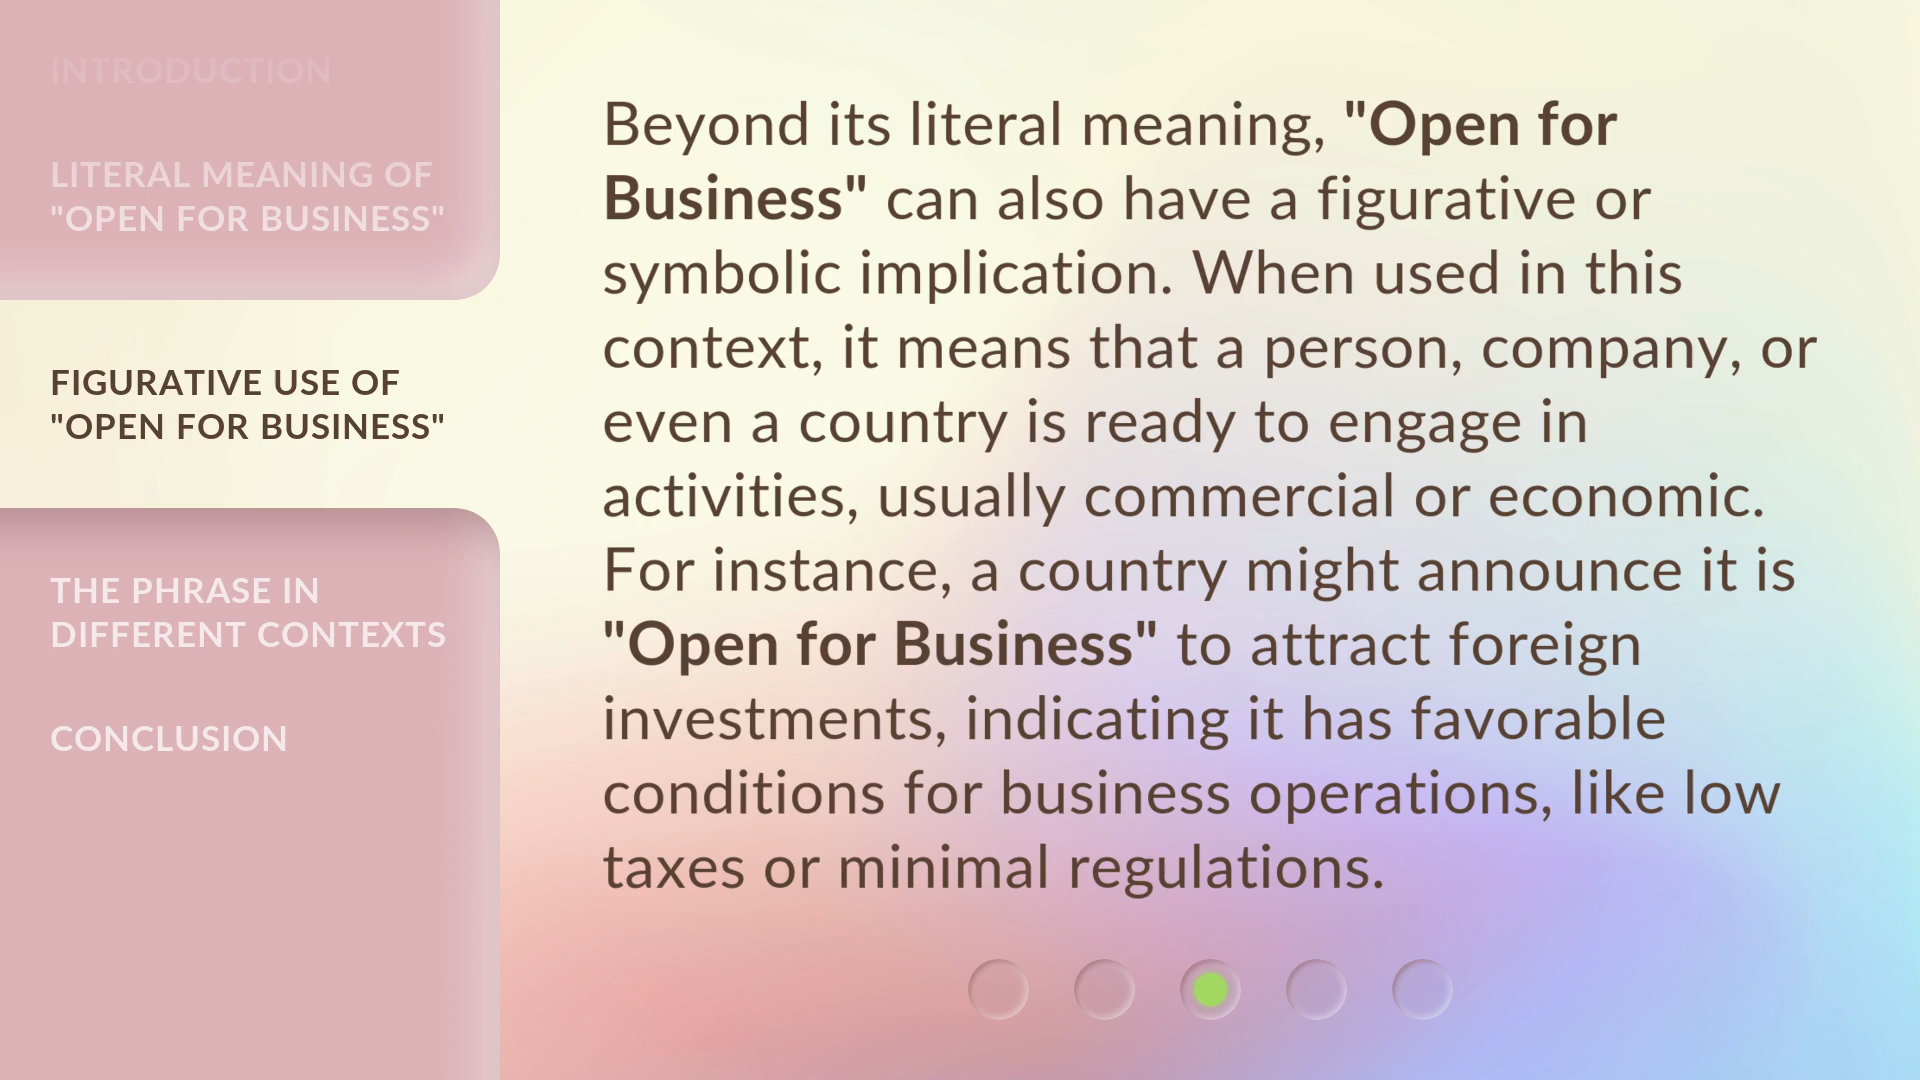 INTRODUCTION
LITERAL MEANING OF
"OPEN FOR BUSINESS"
FIGURATIVE USE OF
"OPEN FOR BUSINESS"
THE PHRASE IN
DIFFERENT CONTEXTS
CONCLUSION
Beyond its literal meaning, "Open for
Business" can also have a figurative or
symbolic implication. When used in this
context, it means that a person, company, or
even a country is ready to engage in
activities, usually commercial or economic.
For instance, a country might announce it is
"Open for Business" to attract foreign
investments, indicating it has favorable
conditions for business operations, like low
taxes or minimal regulations.